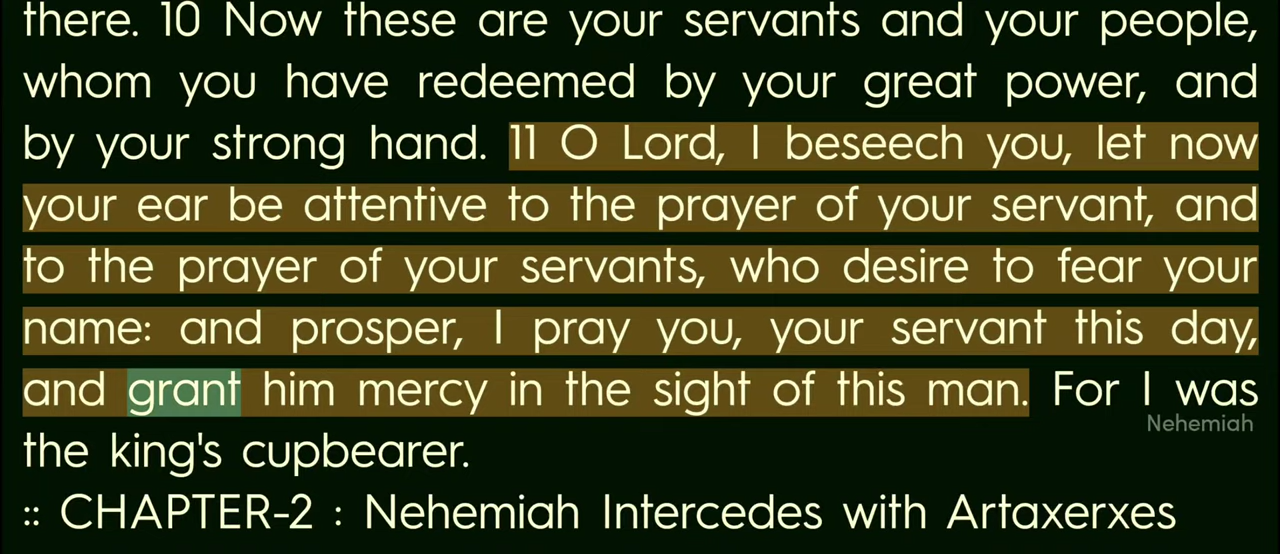 there. 10 Now these are your servants and your people,
whom you have redeemed by your great power, and
by your strong hand. 11 O Lord, I beseech you, let now
your ear be attentive to the prayer of your servant, and
to the prayer of your servants, who desire to fear your
name: and prosper, I pray you, your servant this day,
and grant him mercy in the sight of this man. For I was
Nehemiah
the king's cupbearer.
:: CHAPTER-2 : Nehemiah Intercedes with Artaxerxes